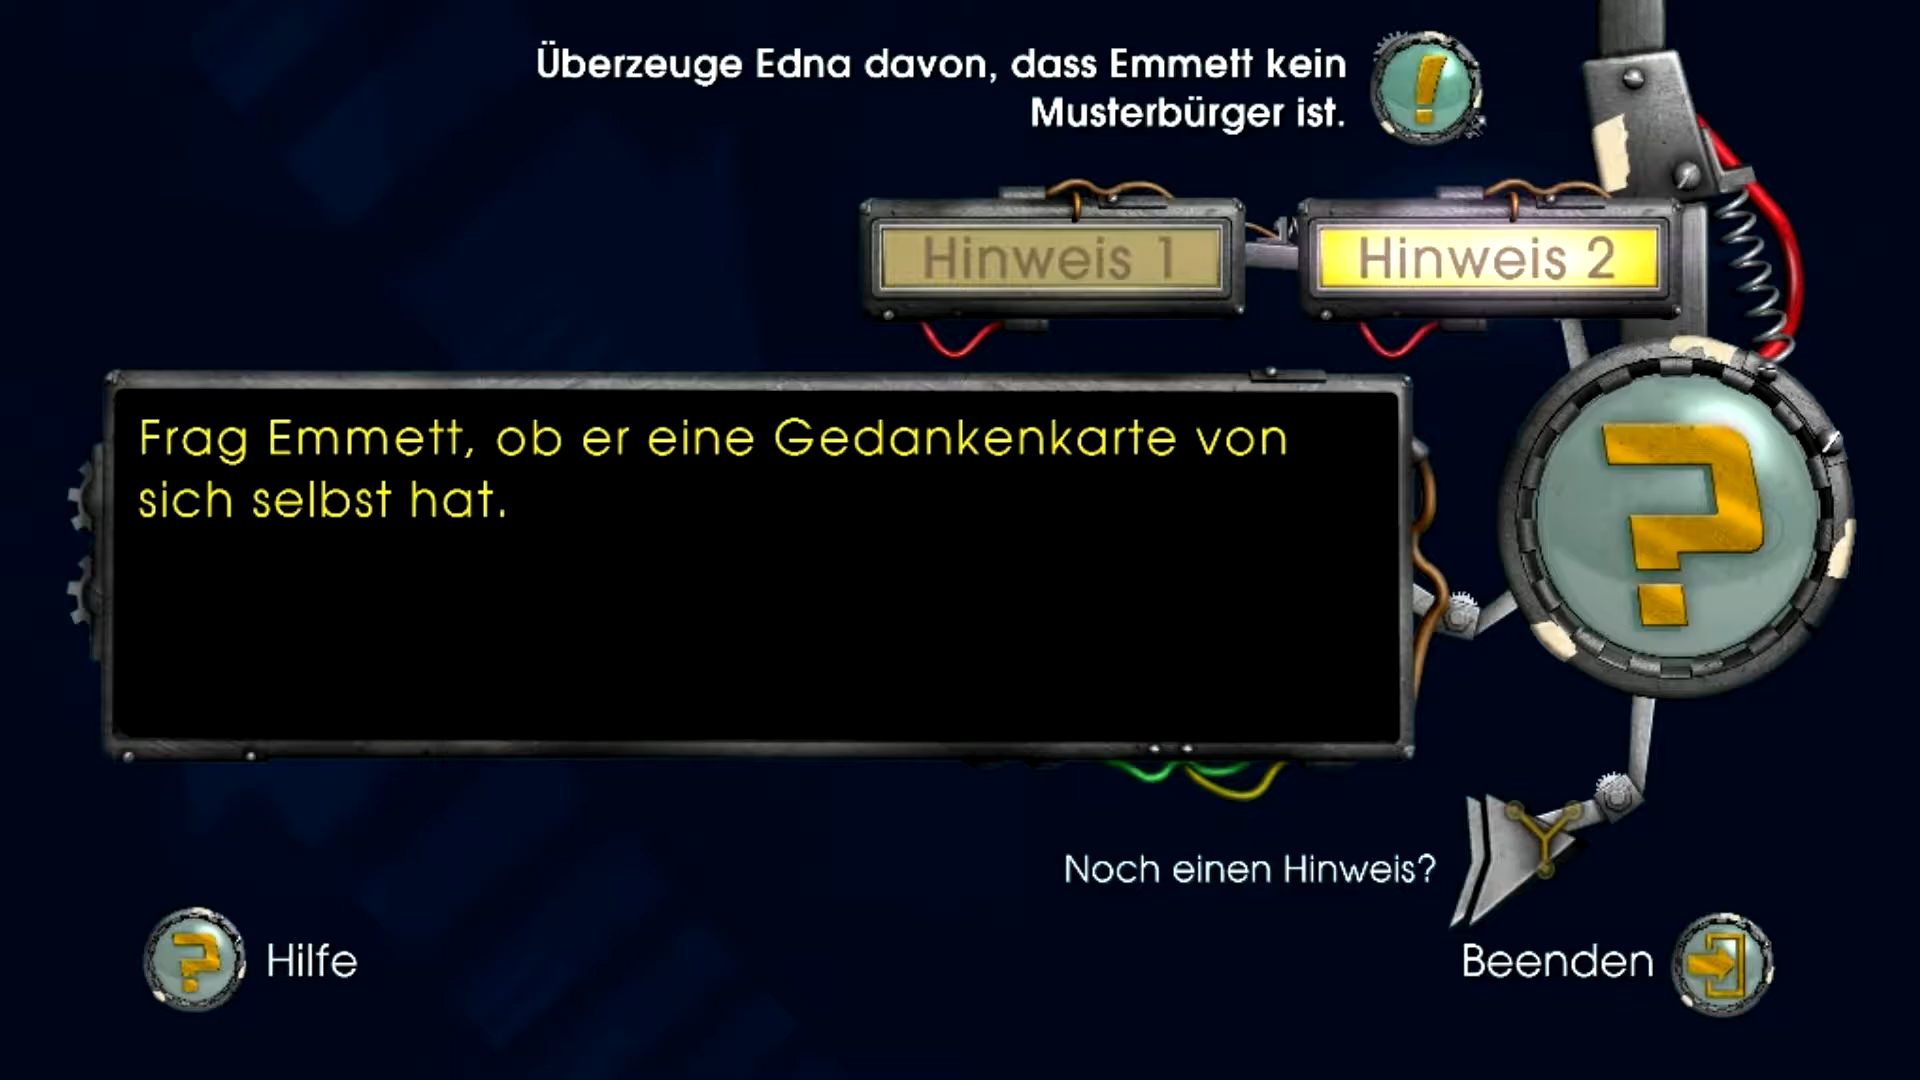 Überzeuge Edna davon, dass Emmett kein
Musterbürger ist.
Hinweis 1
Hinweis 2
Frag Emmett, ob er eine Gedankenkarte von
sich selbst hat.
Noch einen Hinweis?
Hilfe
Beenden